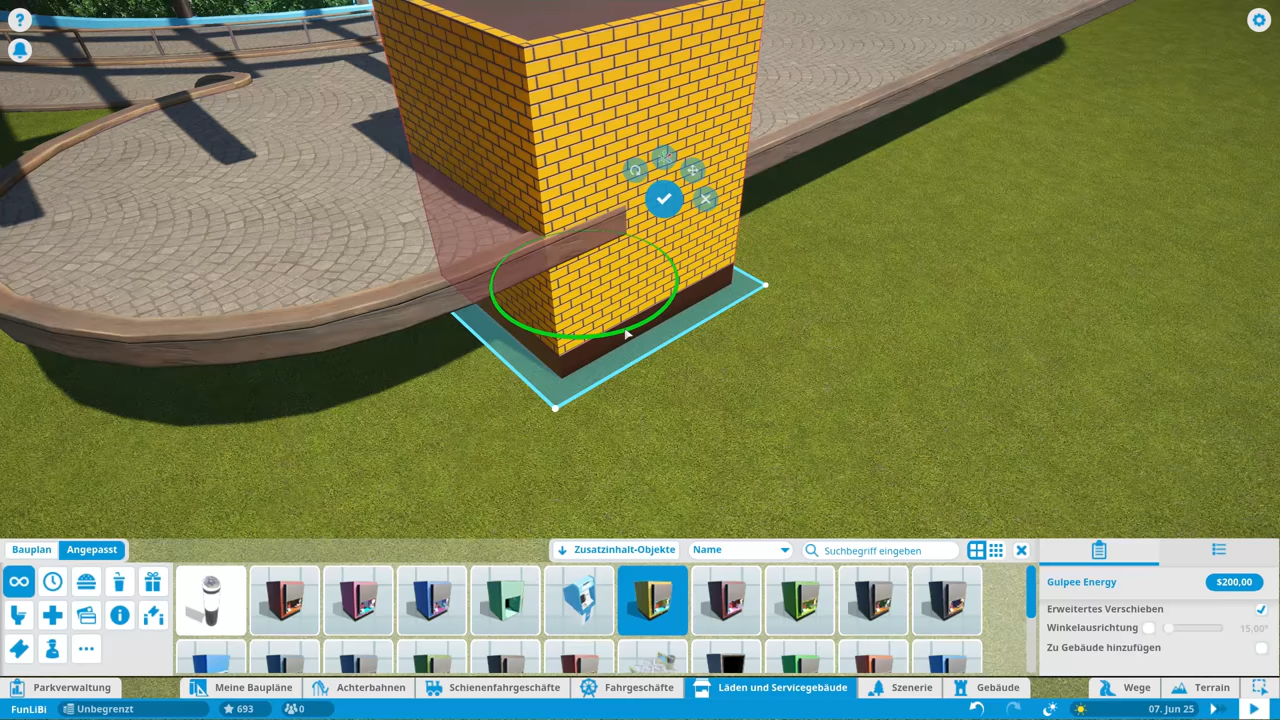 Bauplan
Angepasst
Zusatzinhalt-Objekte
Name
Suchbegriff eingeben
Gulpee Energy
$200,00
Erweitertes Verschieben
Winkelausrichtung
15,00°
Zu Gebäude hinzufügen
Parkverwaltung
Meine Baupläne
Achterbahnen
Schienenfahrgeschäfte
Fahrgeschäfte
Läden und Servicegebäude
Szenerie
Gebäude
Wege
Terrain
FunLiBi
Unbegrenzt
693
0
07. Jun 25